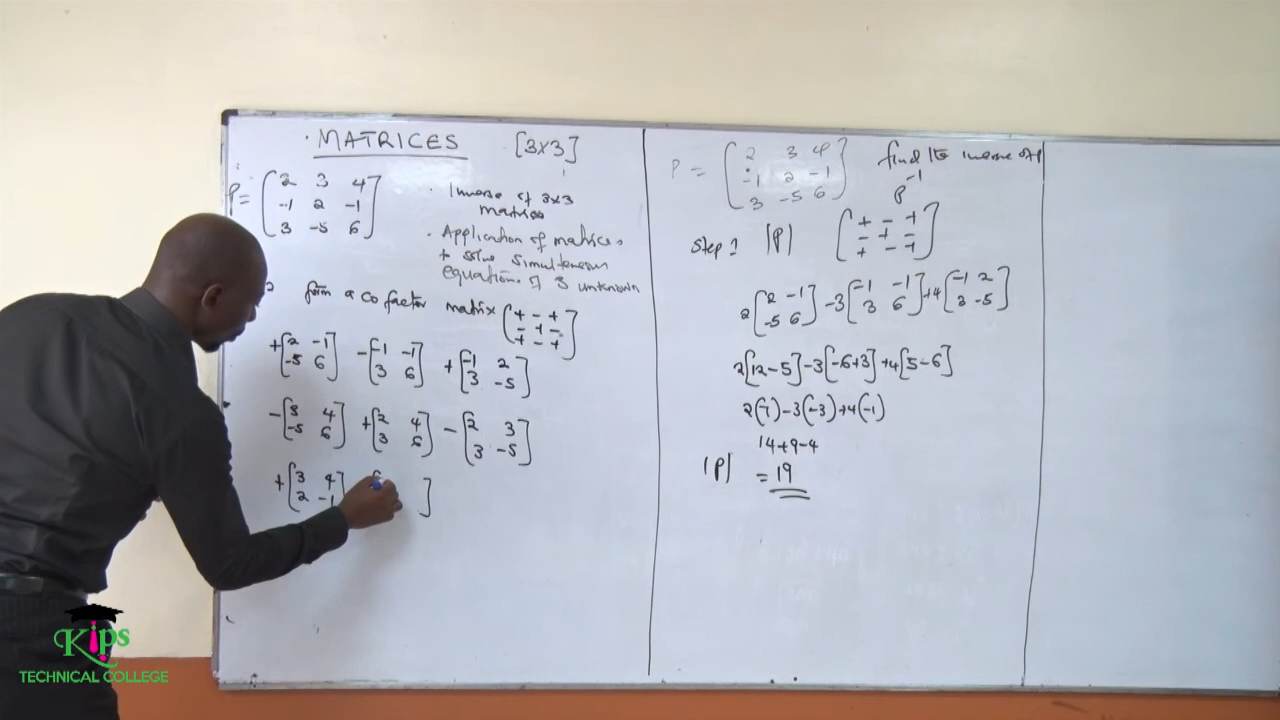 . MATRICES [3x3]
P= (2 3 4
-1 2 -1
3 -5 6]
. Inverse of 3x3
matrices
. Application of matrices
to solve simultaneous
equations of 3 unknown
2 form a cofactor matrix (+ - +
- + -
+ - +]
+[2 -1 -[-1 -1 +[-1 2
-5 6] 3 6] 3 -5]
-[3 4 +[2 4 -[2 3
-5 6] 3 6] 3 -5]
+[3 4
2 -1 ]
P = (2 3 4
-1 2 -1
3 -5 6] find the inverse of P
P-1
Step 1 |P| (+ - +
- + -
+ - +]
2[2 -1 -3[-1 -1 +4[-1 2
-5 6] 3 6] 3 -5]
2[12-5]-3[-6+3]+4[5-6]
2(7)-3(-3)+4(-1)
14+9-4
|P| =19
Kips
TECHNICAL COLLEGE